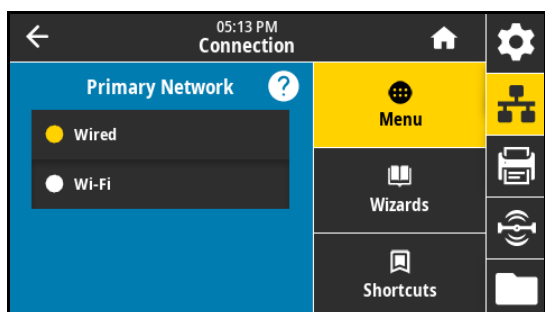 05:13 PM
Connection
Primary Network ?
Wired
Wi-Fi
Menu
Wizards
Shortcuts